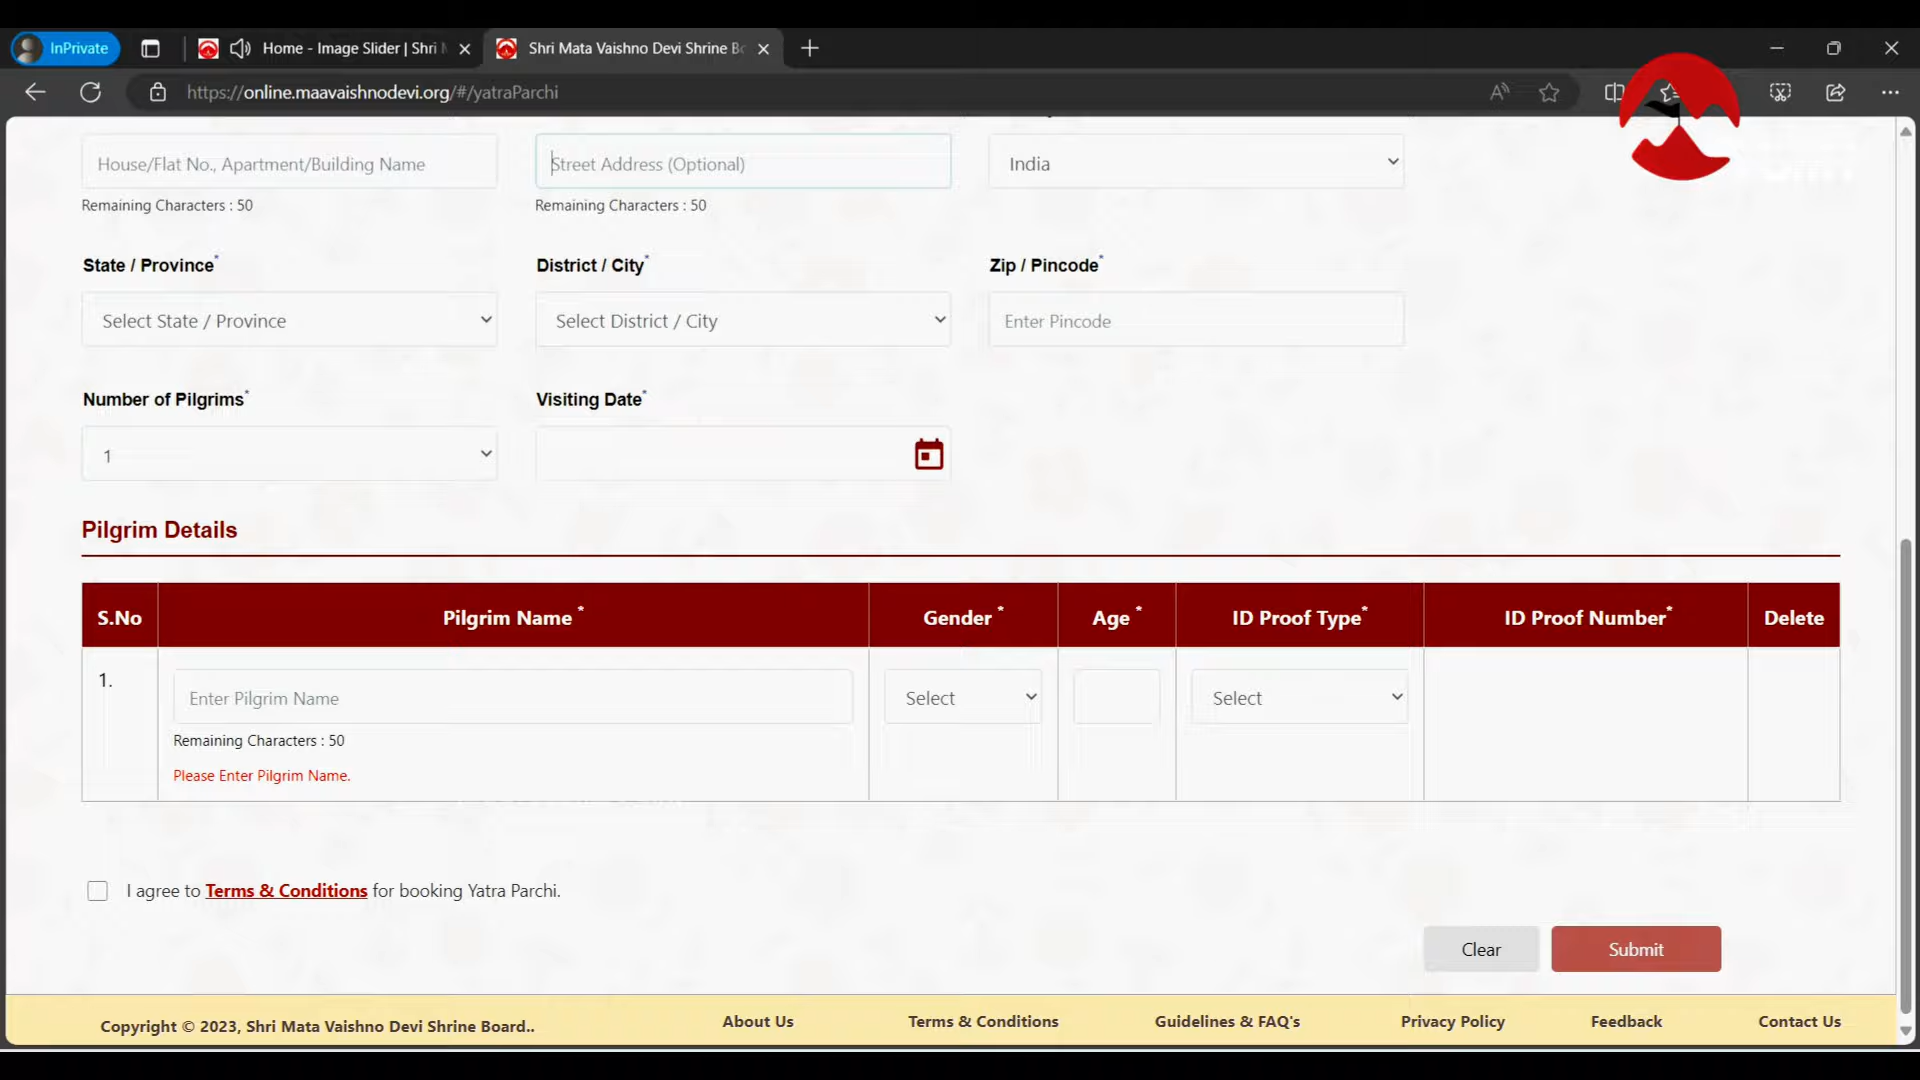 InPrivate
Home - Image Slider | Shri M
Shri Mata Vaishno Devi Shrine Bo
https://online.maavaishnodevi.org/#/yatraParchi
House/Flat No., Apartment/Building Name
Street Address (Optional)
India
Remaining Characters : 50
Remaining Characters : 50
State / Province*
District / City*
Zip / Pincode*
Select State / Province
Select District / City
Enter Pincode
Number of Pilgrims*
Visiting Date*
1
Pilgrim Details
S.No
Pilgrim Name *
Gender *
Age *
ID Proof Type*
ID Proof Number*
Delete
1.
Enter Pilgrim Name
Select
Select
Remaining Characters : 50
Please Enter Pilgrim Name.
I agree to Terms & Conditions for booking Yatra Parchi.
Clear
Submit
Copyright © 2023, Shri Mata Vaishno Devi Shrine Board..
About Us
Terms & Conditions
Guidelines & FAQ's
Privacy Policy
Feedback
Contact Us